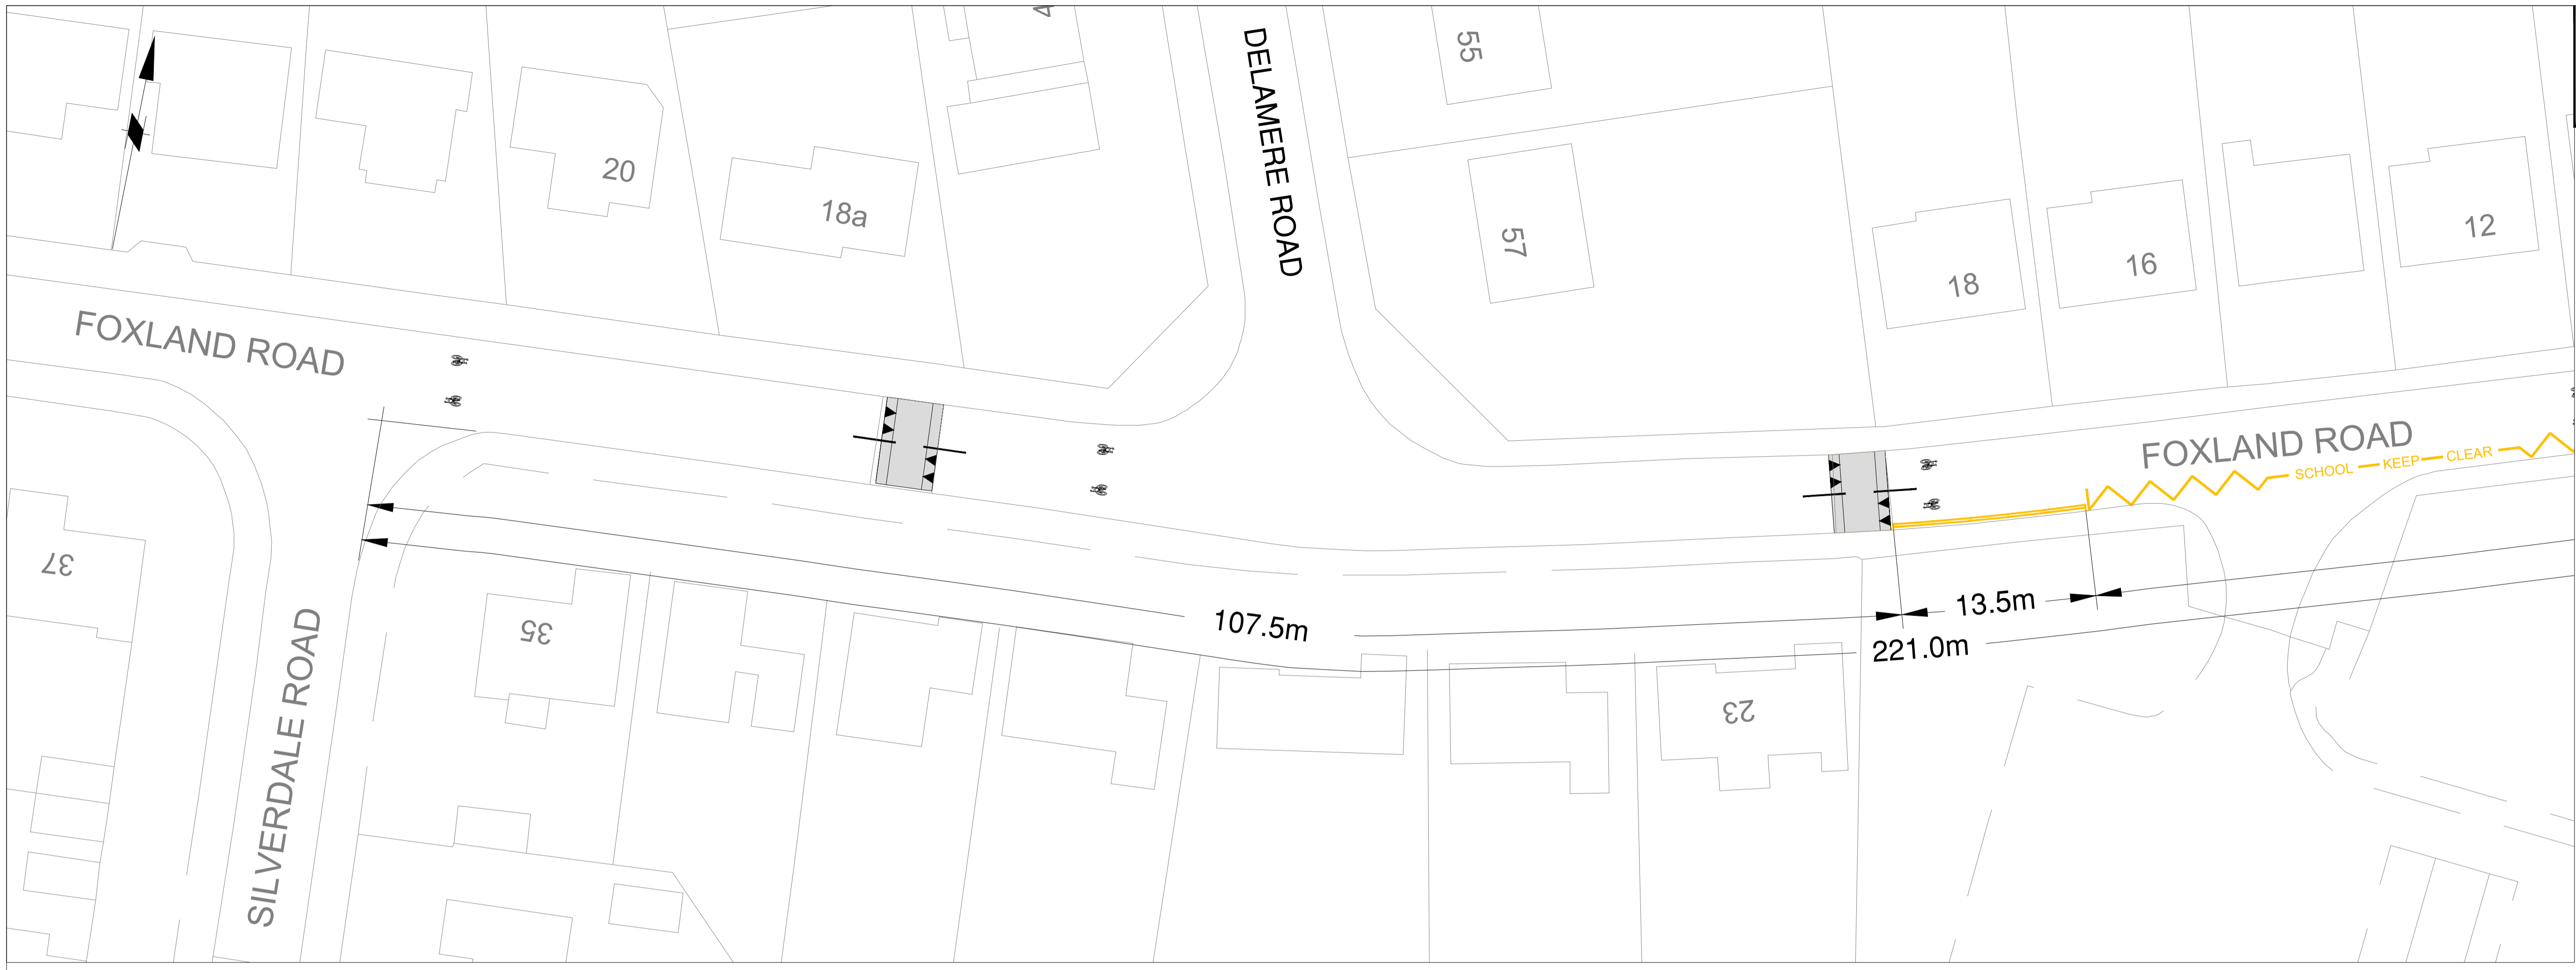 DELAMERE ROAD
55
20
18a
57
18
16
12
FOXLAND ROAD
FOXLAND ROAD
SCHOOL KEEP CLEAR
37
35
107.5m
13.5m
221.0m
23
SILVERDALE ROAD